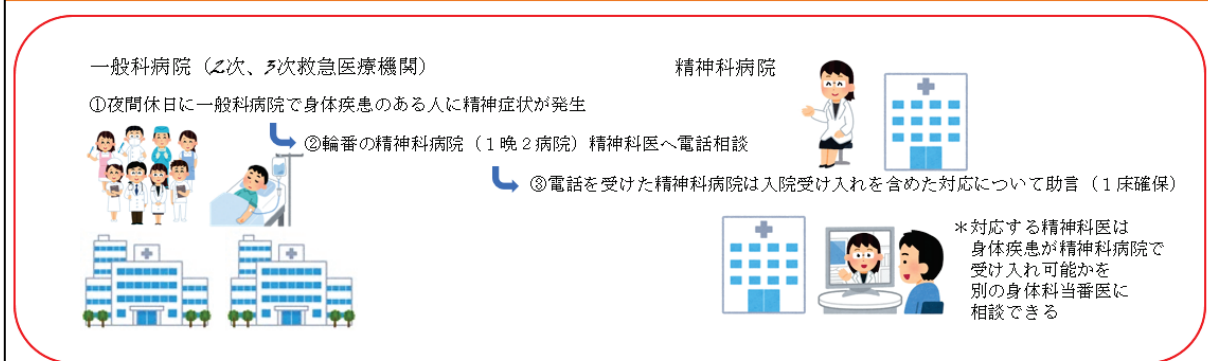 一般科病院（2次、3次救急医療機関）
精神科病院
①夜間休日に一般科病院で身体疾患のある人に精神症状が発生
②輪番の精神科病院（1晩2病院）精神科医へ電話相談
③電話を受けた精神科病院は入院受け入れを含めた対応について助言（1床確保）
＊対応する精神科医は
身体疾患が精神科病院で
受け入れ可能かを
別の身体科当番医に
相談できる